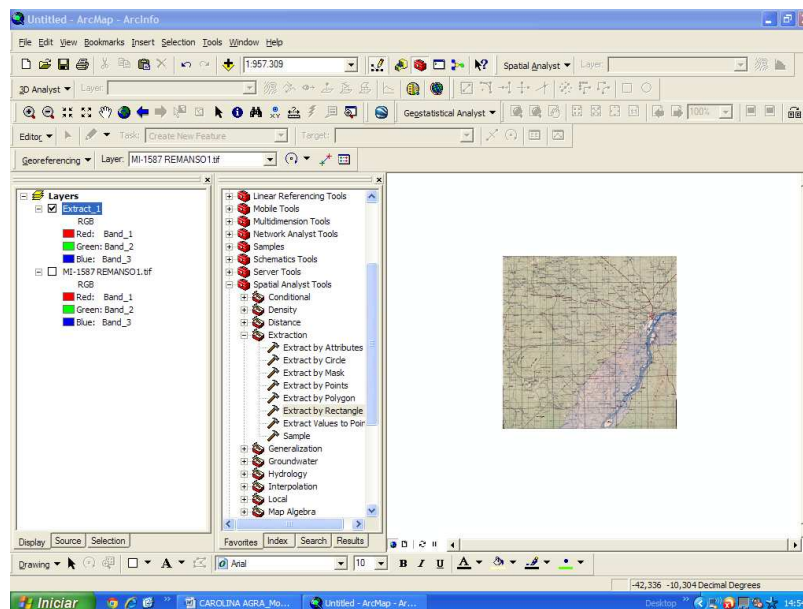 Untitled - ArcMap - ArcInfo
File Edit View Bookmarks Insert Selection Tools Window Help
1:957.309
Spatial Analyst
Layer:
3D Analyst
Layer:
Geostatistical Analyst
100%
Editor
Task: Create New Feature
Target:
Georeferencing
Layer: MI-1587 REMANSO1.tif
Layers
Extract_1
RGB
Red: Band_1
Green: Band_2
Blue: Band_3
MI-1587 REMANSO1.tif
RGB
Red: Band_1
Green: Band_2
Blue: Band_3
Display Source Selection
Linear Referencing Tools
Mobile Tools
Multidimension Tools
Network Analyst Tools
Samples
Schematics Tools
Server Tools
Spatial Analyst Tools
Conditional
Density
Distance
Extraction
Extract by Attributes
Extract by Circle
Extract by Mask
Extract by Points
Extract by Polygon
Extract by Rectangle
Extract Values to Poir
Sample
Generalization
Groundwater
Hydrology
Interpolation
Local
Map Algebra
Favorites Index Search Results
Drawing
A
Arial
10
B I U A
-42,336 -10,304 Decimal Degrees
Iniciar
CAROLINA AGRA_Mo...
Untitled - ArcMap - Ar...
Desktop
14:54